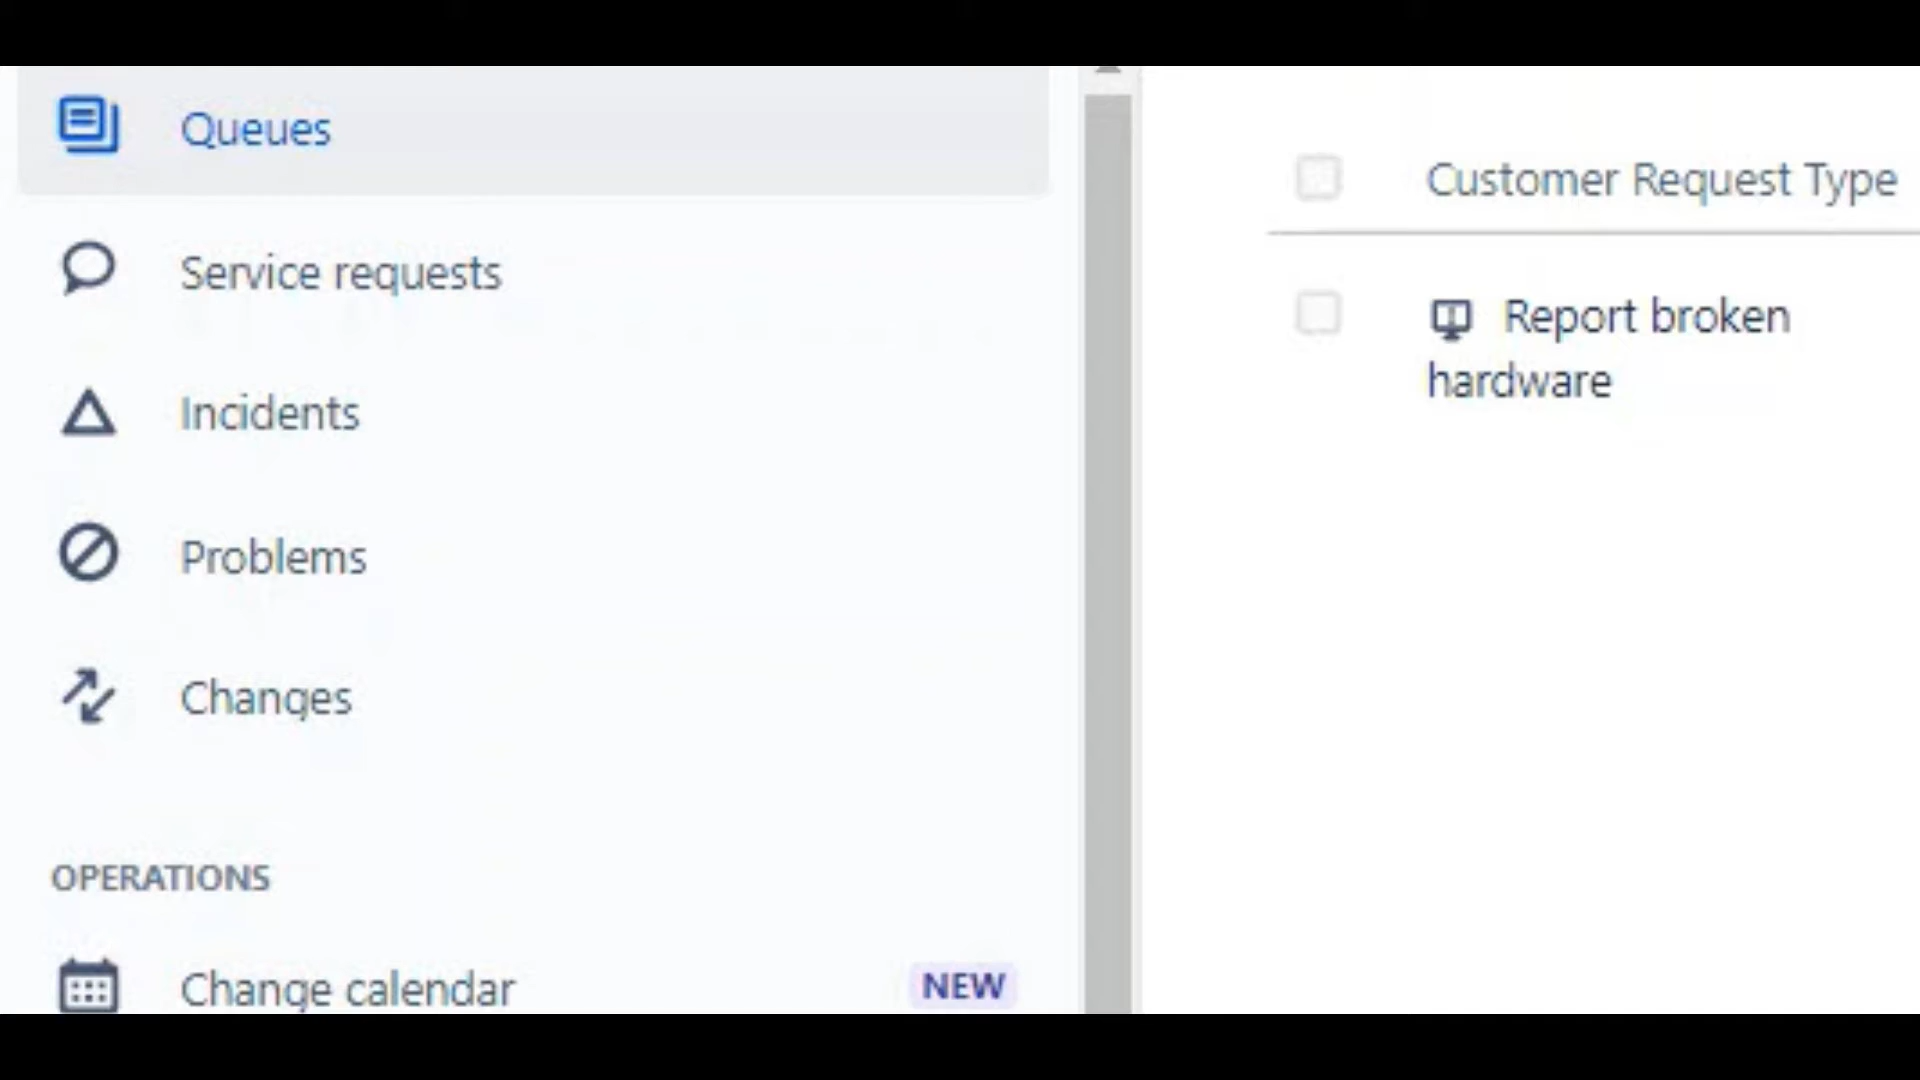 Queues
Service requests
Incidents
Problems
Changes
OPERATIONS
Change calendar NEW
Customer Request Type
Report broken
hardware